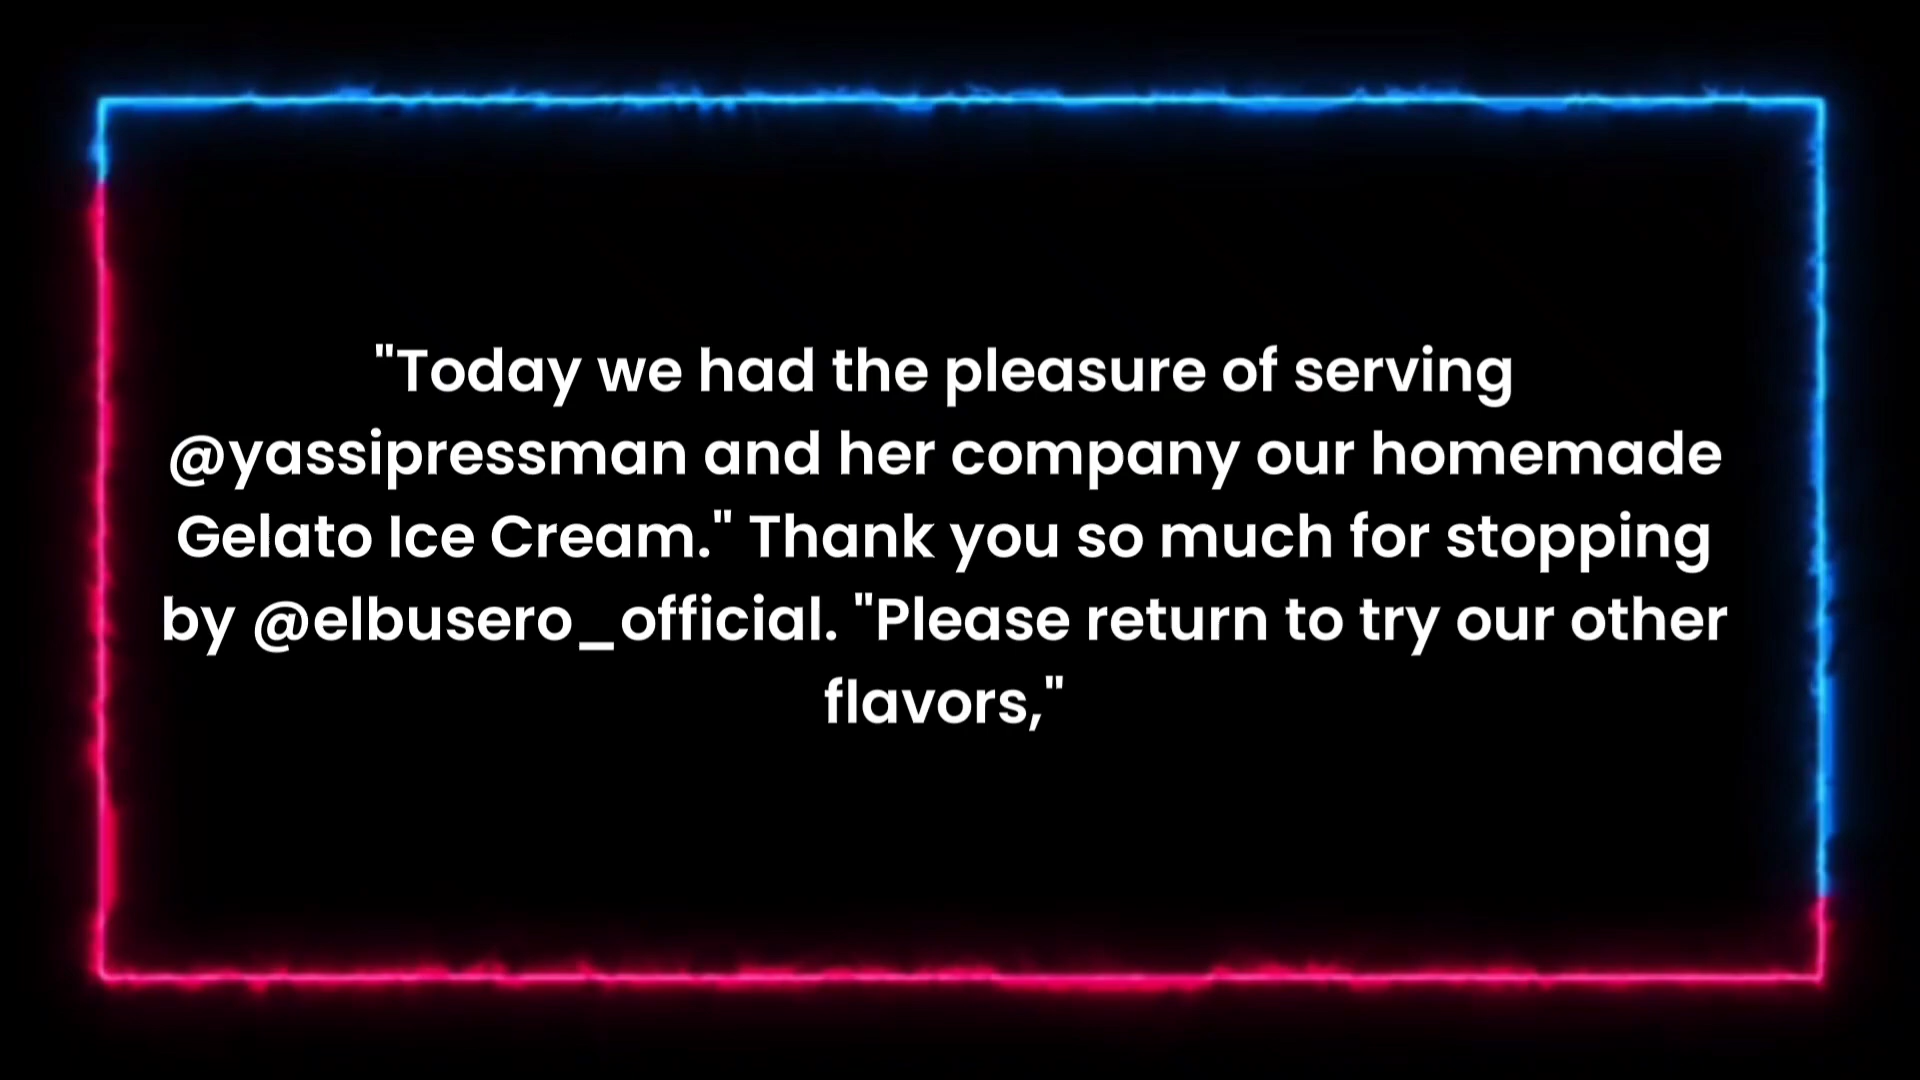 "Today we had the pleasure of serving
@yassipressman and her company our homemade
Gelato Ice Cream." Thank you so much for stopping
by @elbusero_official. "Please return to try our other
flavors,"